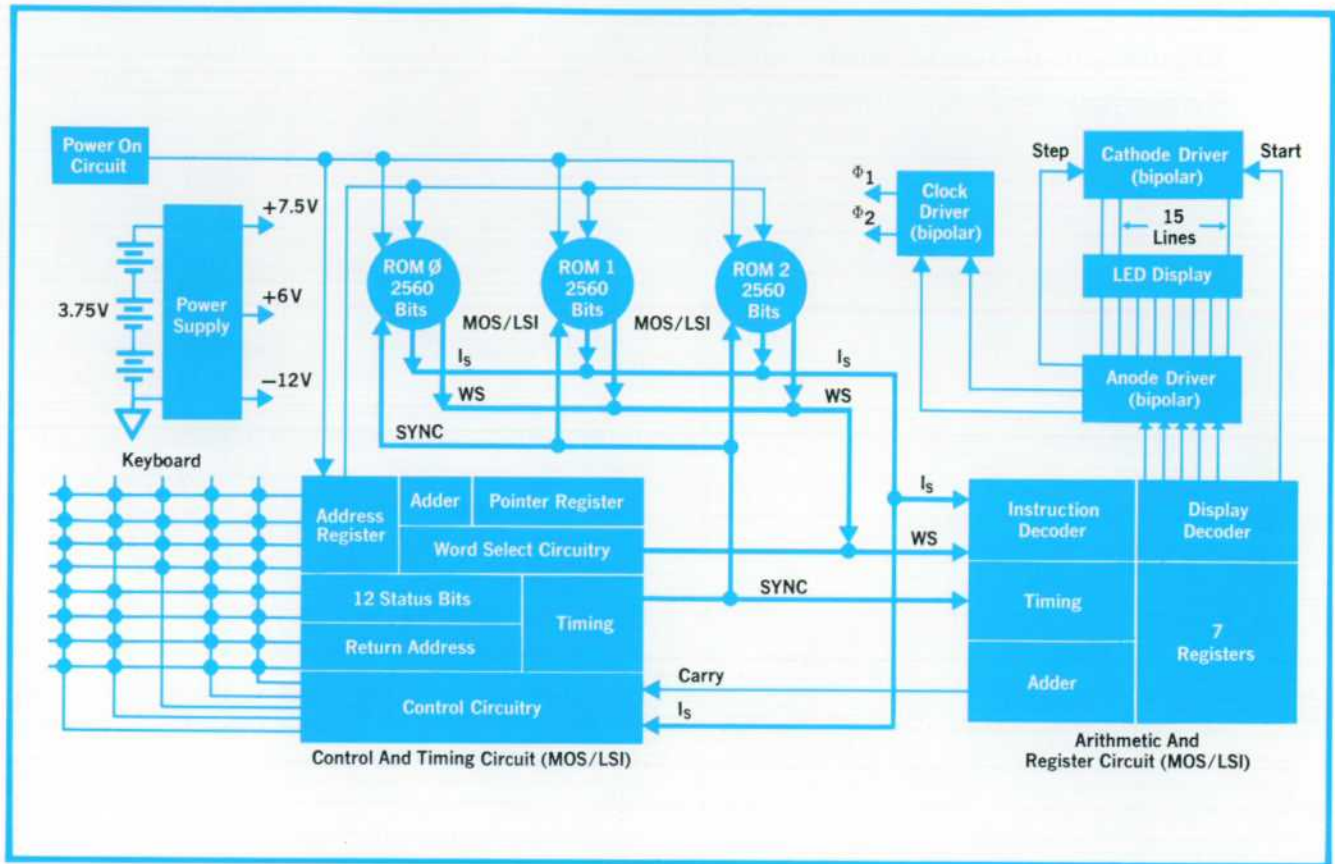 Power On
Circuit
3.75V
Power
Supply
+7.5V
+6V
−12V
ROM Ø
2560
Bits
ROM 1
2560
Bits
ROM 2
2560
Bits
MOS/LSI
MOS/LSI
IS
IS
WS
WS
SYNC
Φ1
Φ2
Clock
Driver
(bipolar)
Step
Cathode Driver
(bipolar)
Start
15
Lines
LED Display
Anode Driver
(bipolar)
Keyboard
Address
Register
Adder
Pointer Register
Word Select Circuitry
12 Status Bits
Return Address
Timing
Control Circuitry
Control And Timing Circuit (MOS/LSI)
IS
WS
SYNC
Carry
IS
Instruction
Decoder
Display
Decoder
Timing
Adder
7
Registers
Arithmetic And
Register Circuit (MOS/LSI)